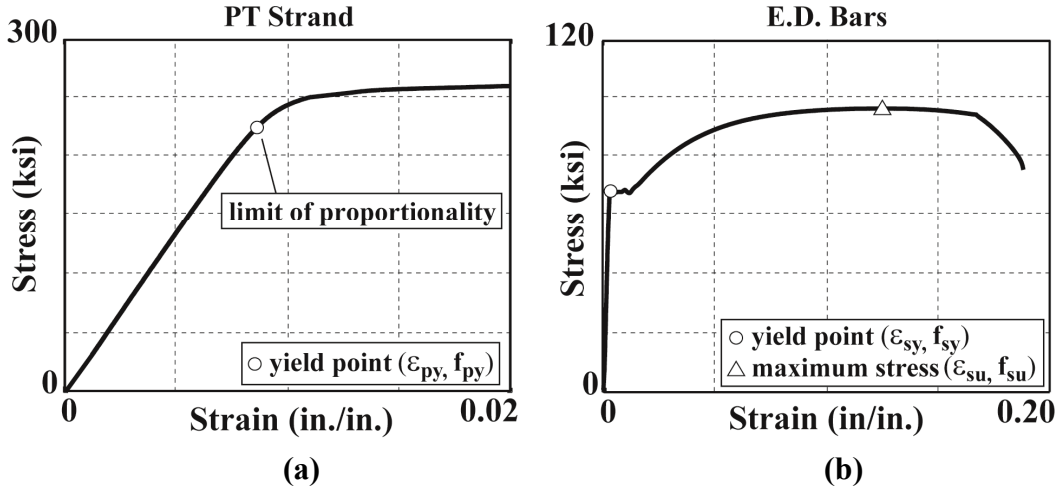 PT Strand
300
Stress (ksi)
limit of proportionality
yield point (εpy, fpy)
0
0
Strain (in./in.)
0.02
(a)
E.D. Bars
120
Stress (ksi)
yield point (εsy, fsy)
maximum stress (εsu, fsu)
0
0
Strain (in/in.)
0.20
(b)